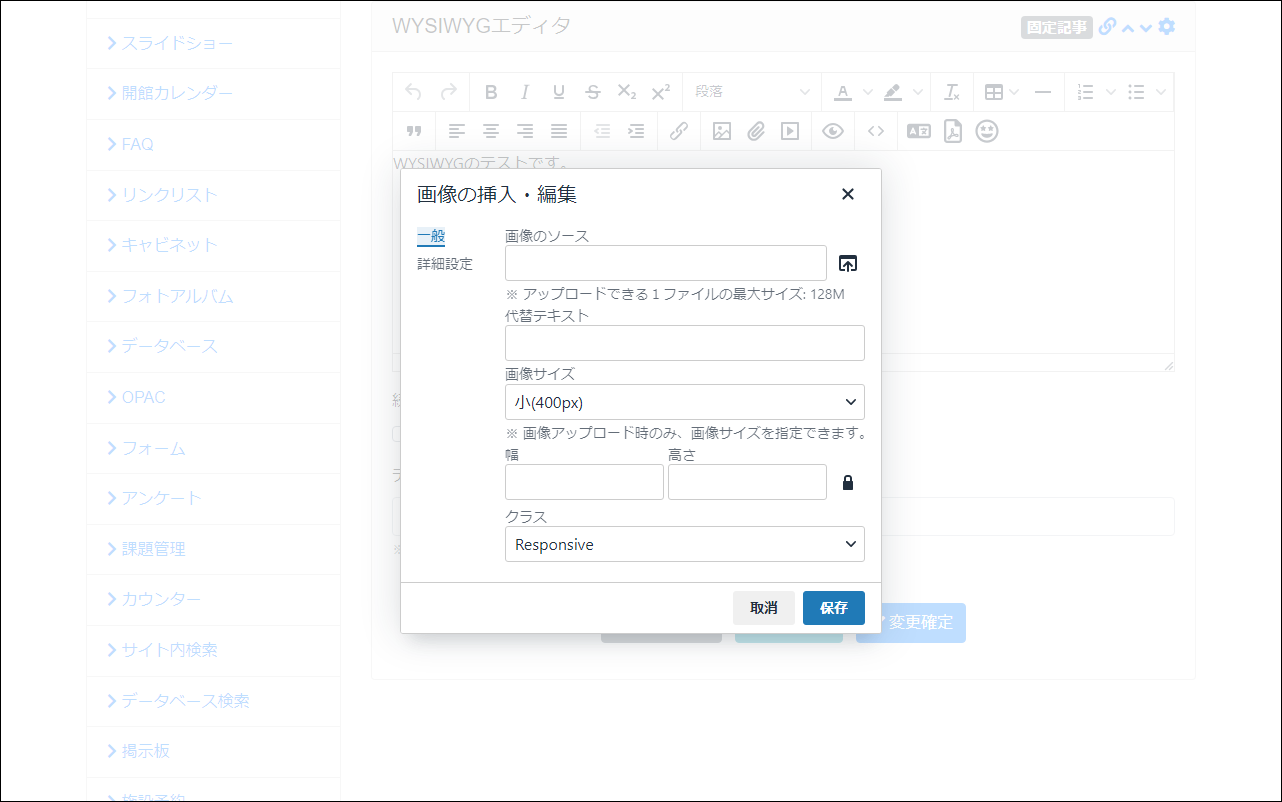 スライドショー
開館カレンダー
FAQ
リンクリスト
キャビネット
フォトアルバム
データベース
OPAC
フォーム
アンケート
課題管理
カウンター
サイト内検索
データベース検索
掲示板
施設予約
WYSIWYGエディタ
固定記事
段落
WYSIWYGのテストです。
画像の挿入・編集
一般
詳細設定
画像のソース
※ アップロードできる１ファイルの最大サイズ: 128M
代替テキスト
画像サイズ
小(400px)
※ 画像アップロード時のみ、画像サイズを指定できます。
幅 高さ
クラス
Responsive
取消 保存
変更確定